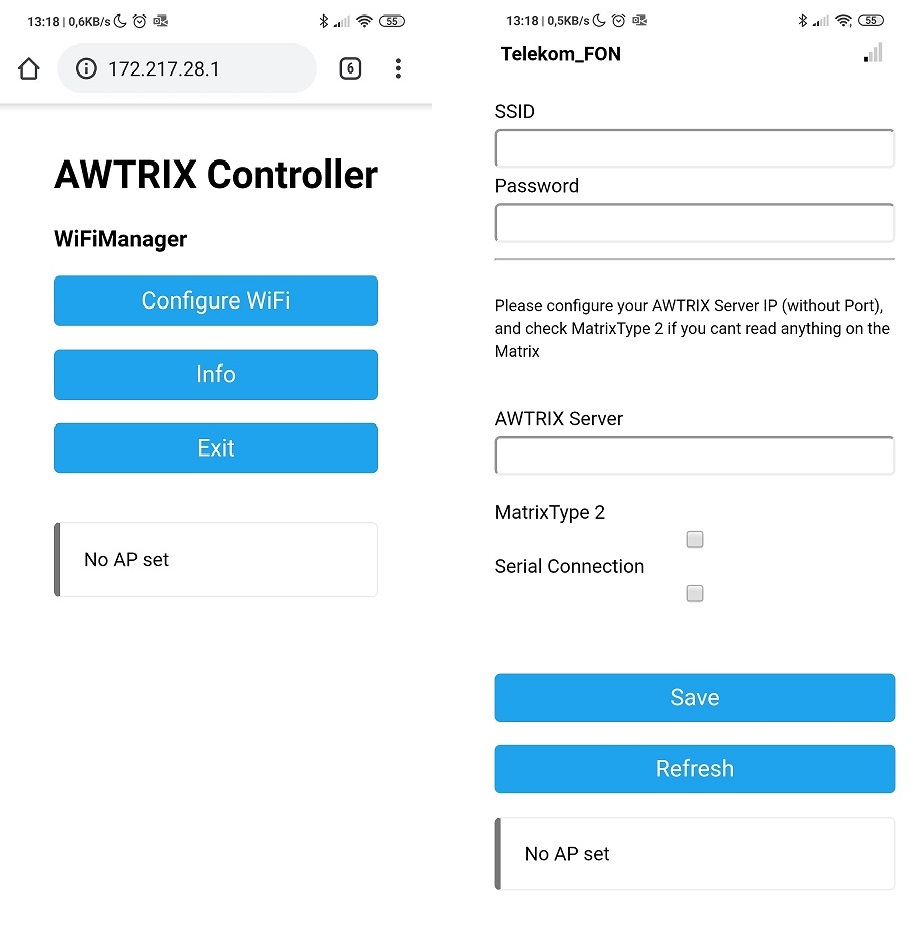 13:18 | 0,6KB/s
55
172.217.28.1
6
AWTRIX Controller
WiFiManager
Configure WiFi
Info
Exit
No AP set
13:18 | 0,5KB/s
55
Telekom_FON
SSID
Password
Please configure your AWTRIX Server IP (without Port),
and check MatrixType 2 if you cant read anything on the
Matrix
AWTRIX Server
MatrixType 2
Serial Connection
Save
Refresh
No AP set